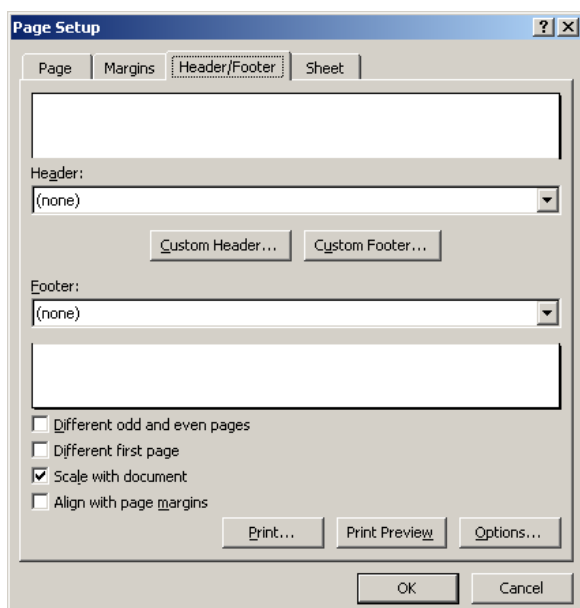 Page Setup
Page Margins Header/Footer Sheet
Header:
(none)
Custom Header... Custom Footer...
Footer:
(none)
Different odd and even pages
Different first page
Scale with document
Align with page margins
Print... Print Preview Options...
OK Cancel